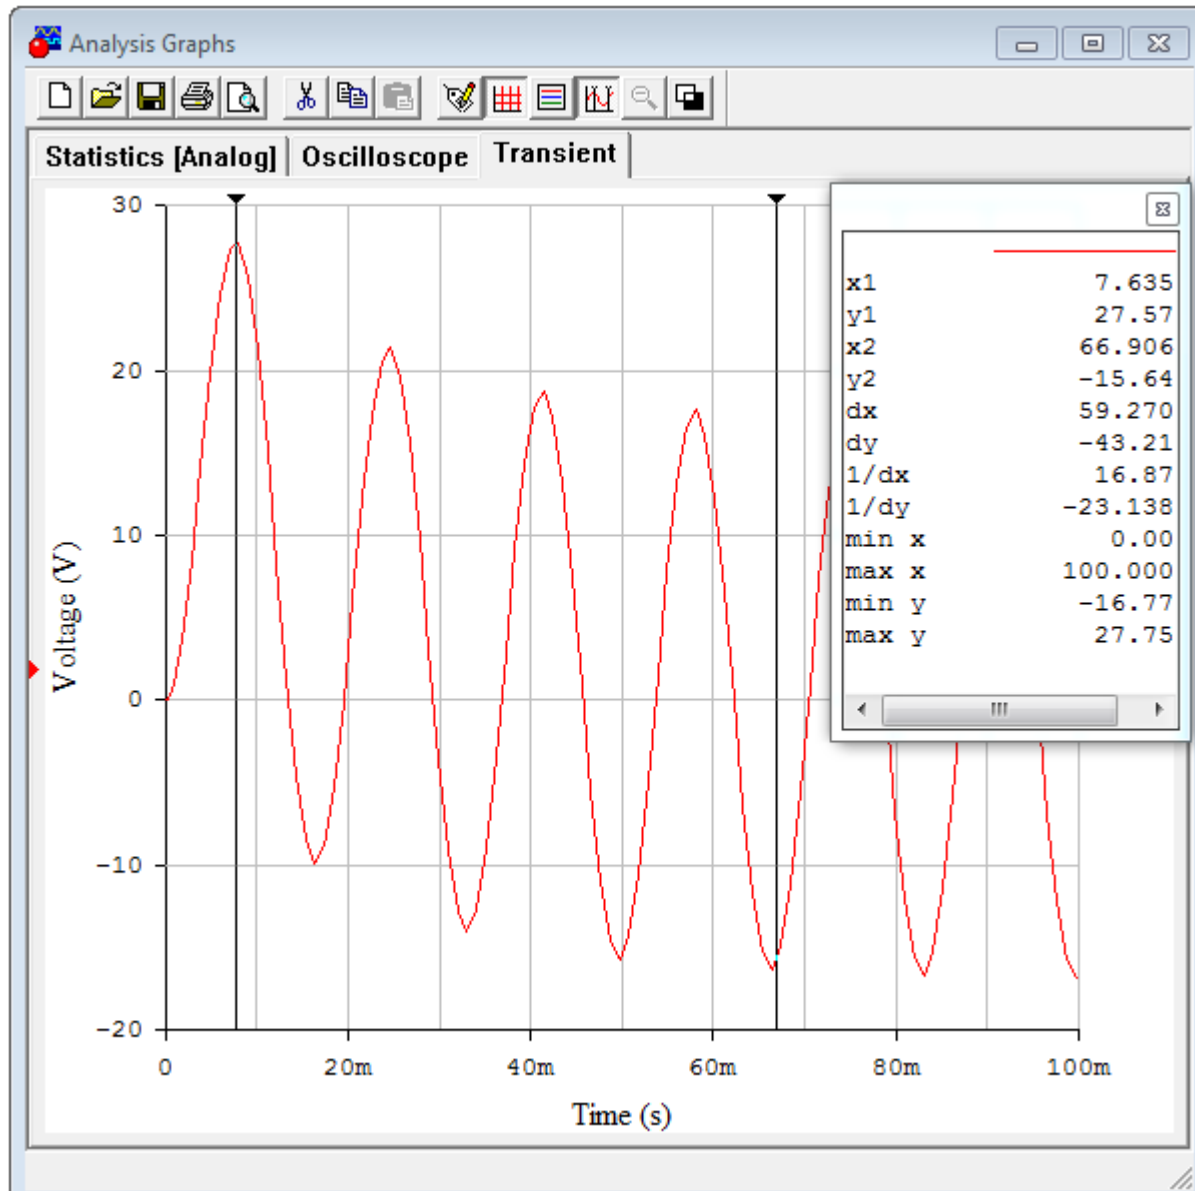 Analysis Graphs
Statistics [Analog] Oscilloscope Transient
30
20
10
0
-10
-20
Voltage (V)
0 20m 40m 60m 80m 100m
Time (s)
x1 7.635
y1 27.57
x2 66.906
y2 -15.64
dx 59.270
dy -43.21
1/dx 16.87
1/dy -23.138
min x 0.00
max x 100.000
min y -16.77
max y 27.75